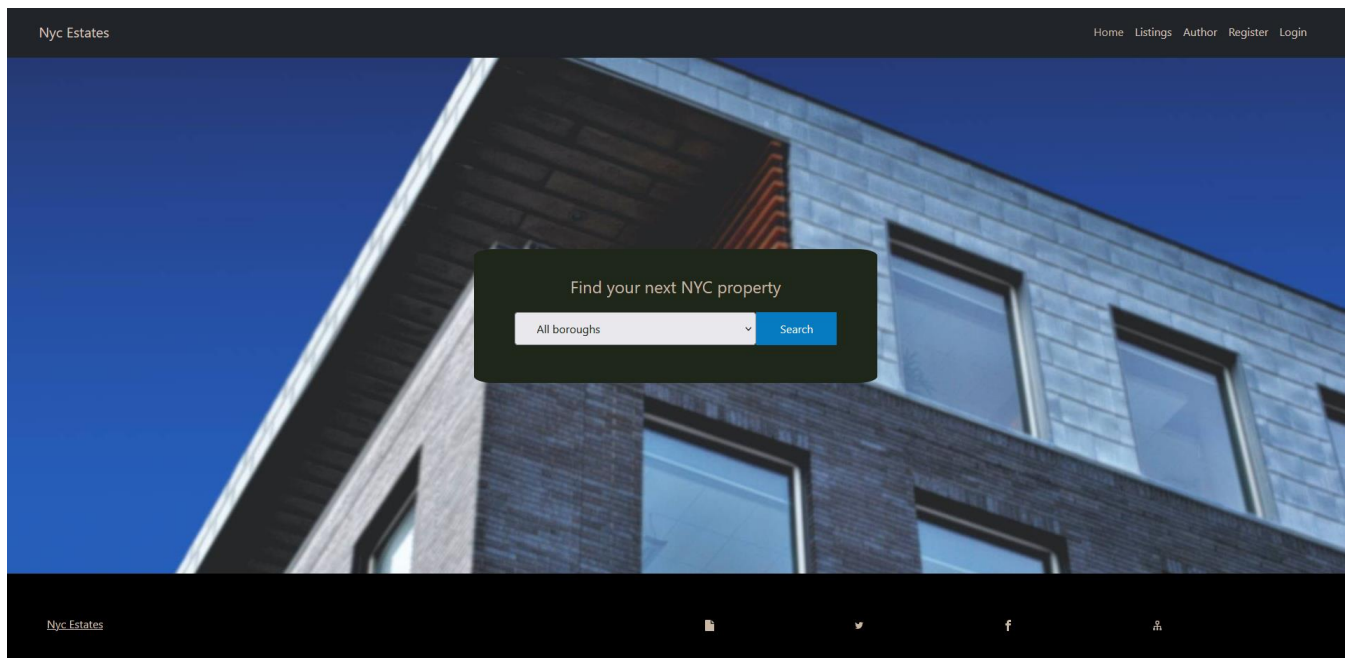 Nyc Estates
Home Listings Author Register Login
Find your next NYC property
All boroughs
Search
Nyc Estates